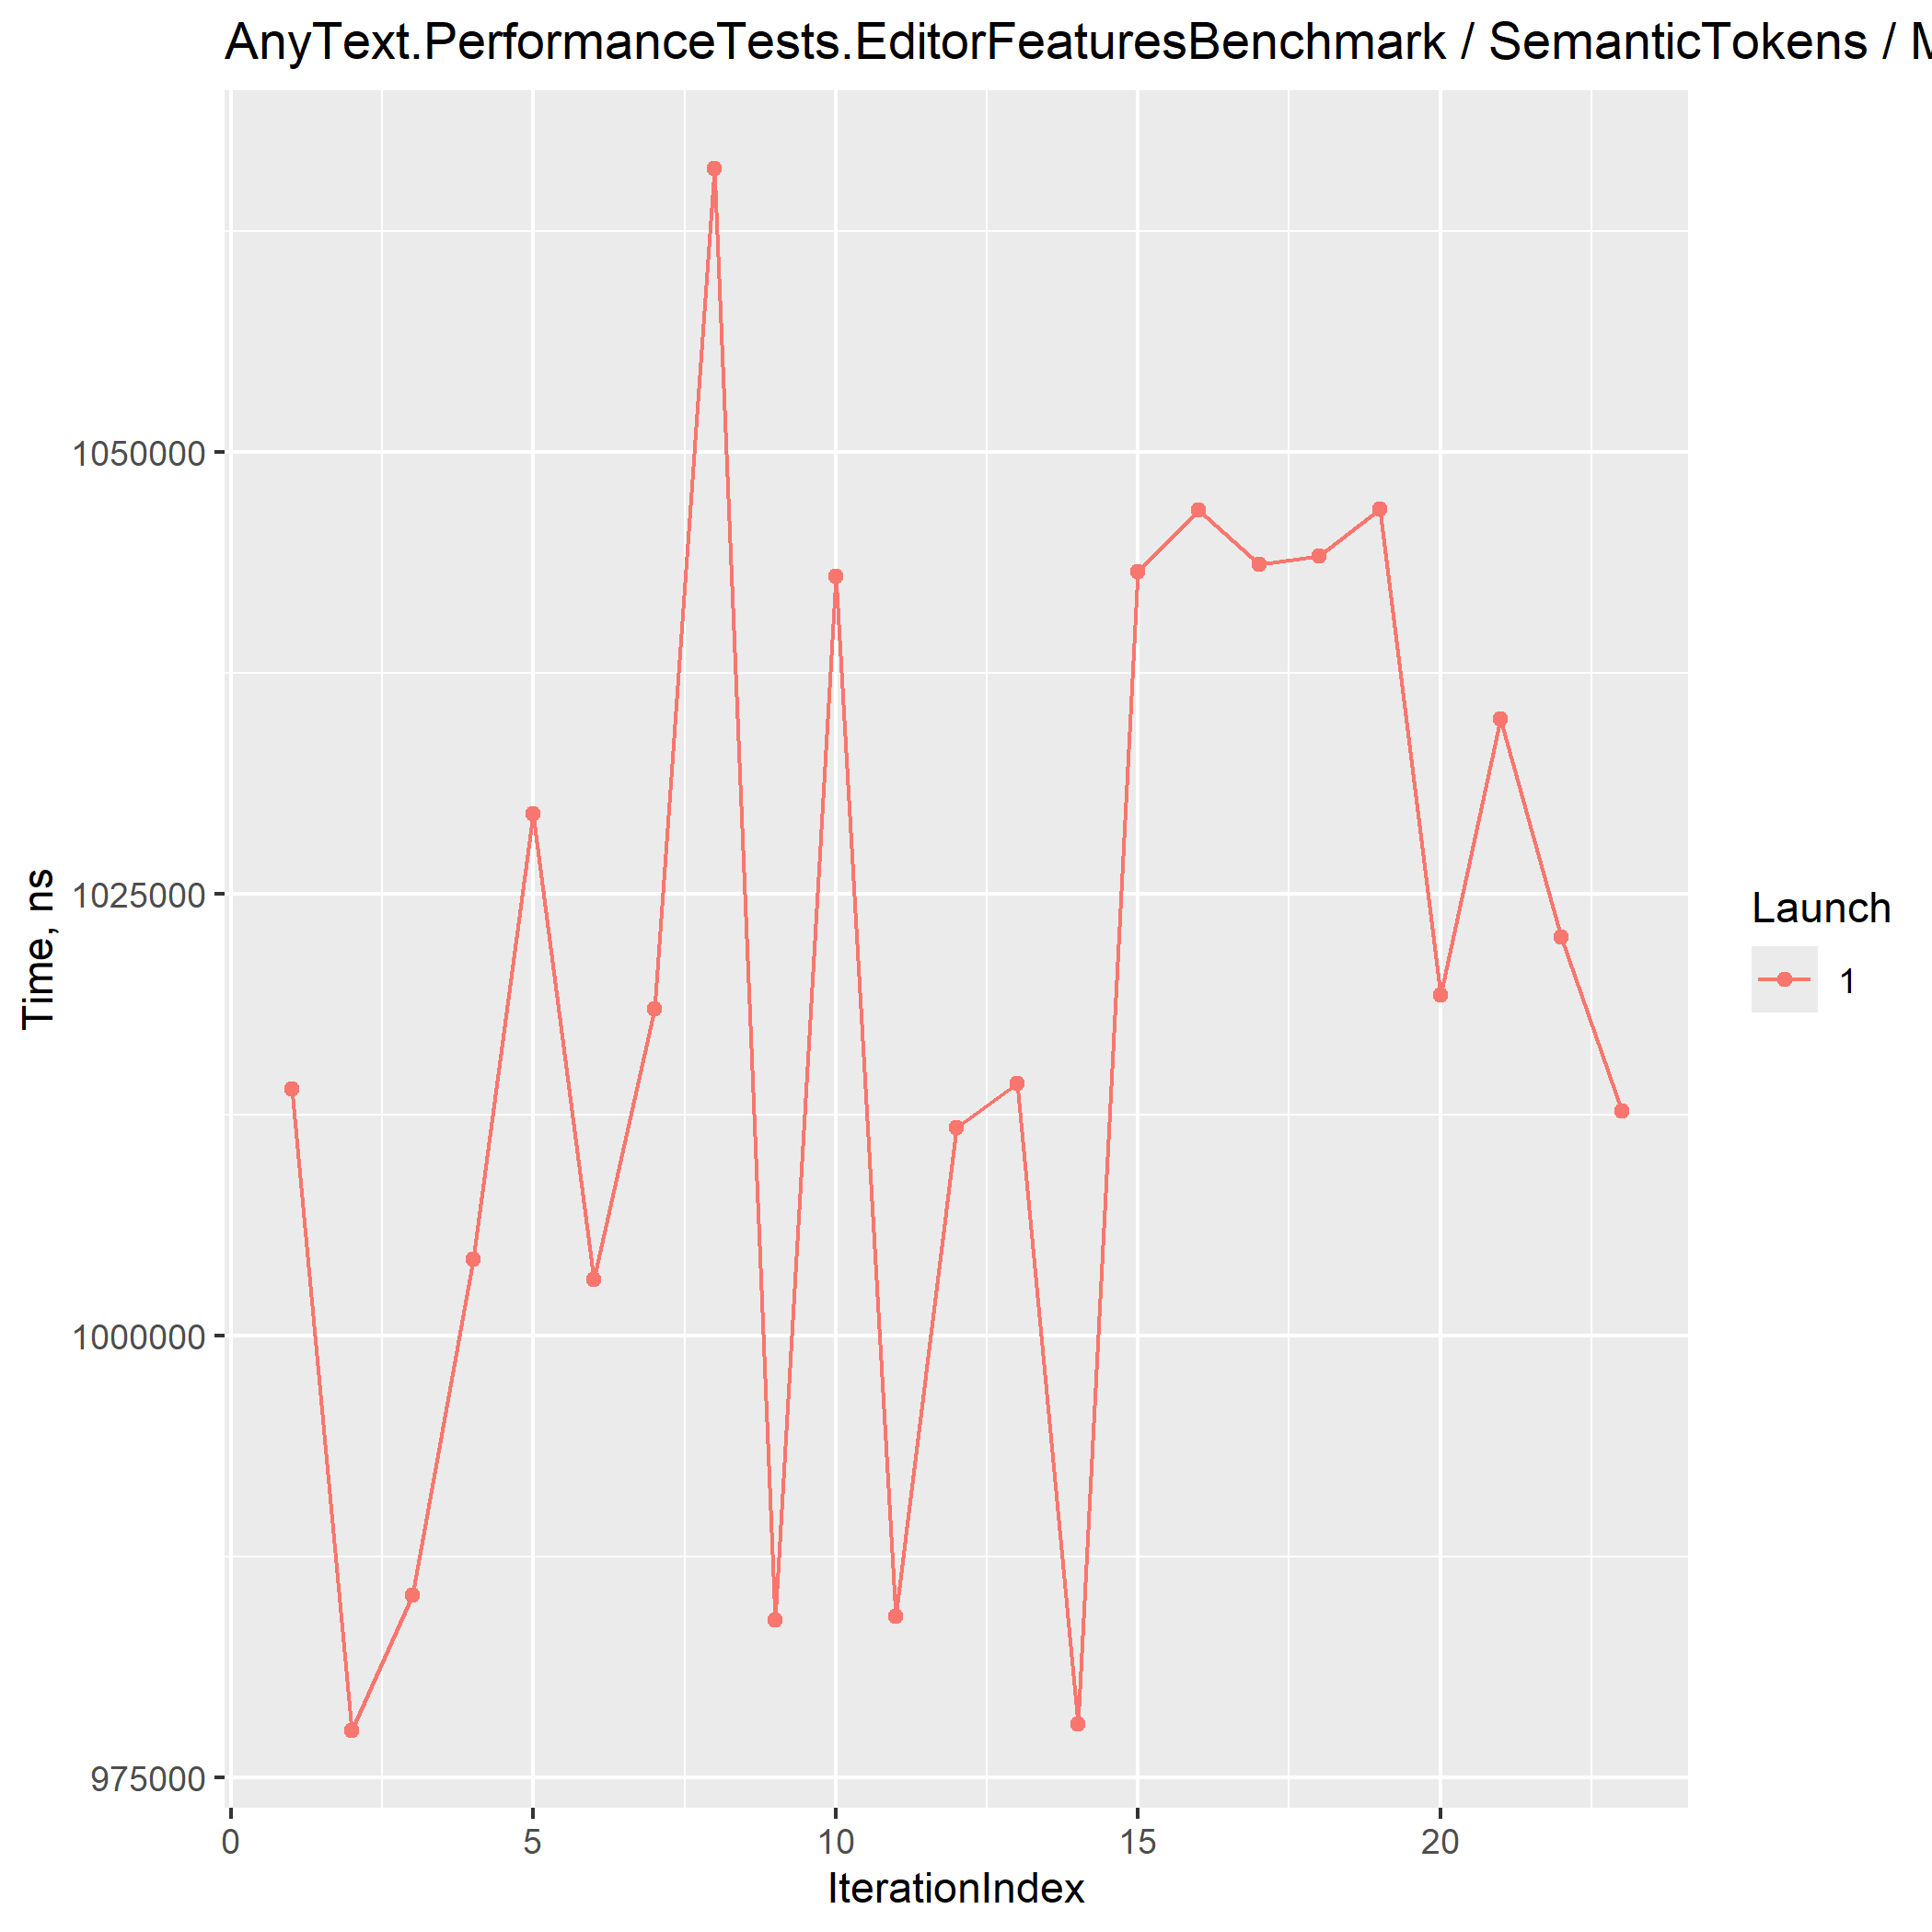 AnyText.PerformanceTests.EditorFeaturesBenchmark / SemanticTokens /
1050000
1025000
1000000
975000
Time, ns
0 5 10 15 20
IterationIndex
Launch
1